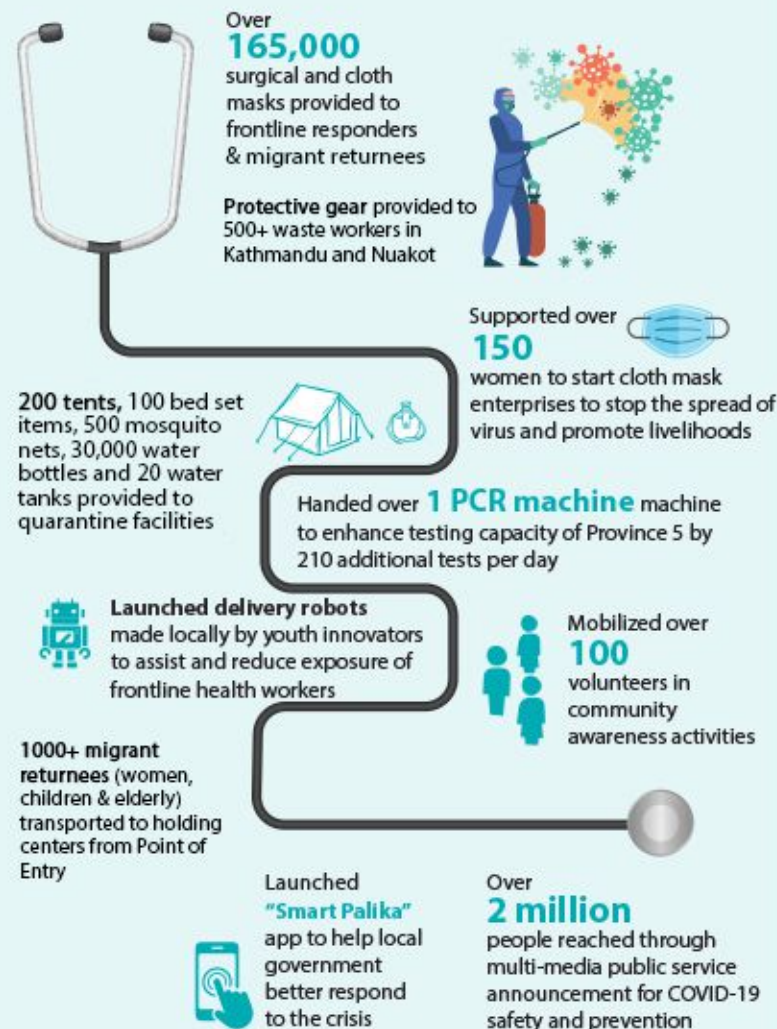 Over
165,000
surgical and cloth
masks provided to
frontline responders
& migrant returnees
Protective gear provided to
500+ waste workers in
Kathmandu and Nuakot
Supported over
150
women to start cloth mask
enterprises to stop the spread of
virus and promote livelihoods
200 tents, 100 bed set
items, 500 mosquito
nets, 30,000 water
bottles and 20 water
tanks provided to
quarantine facilities
Handed over 1 PCR machine machine
to enhance testing capacity of Province 5 by
210 additional tests per day
Launched delivery robots
made locally by youth innovators
to assist and reduce exposure of
frontline health workers
Mobilized over
100
volunteers in
community
awareness activities
1000+ migrant
returnees (women,
children & elderly)
transported to holding
centers from Point of
Entry
Launched
"Smart Palika"
app to help local
government
better respond
to the crisis
Over
2 million
people reached through
multi-media public service
announcement for COVID-19
safety and prevention